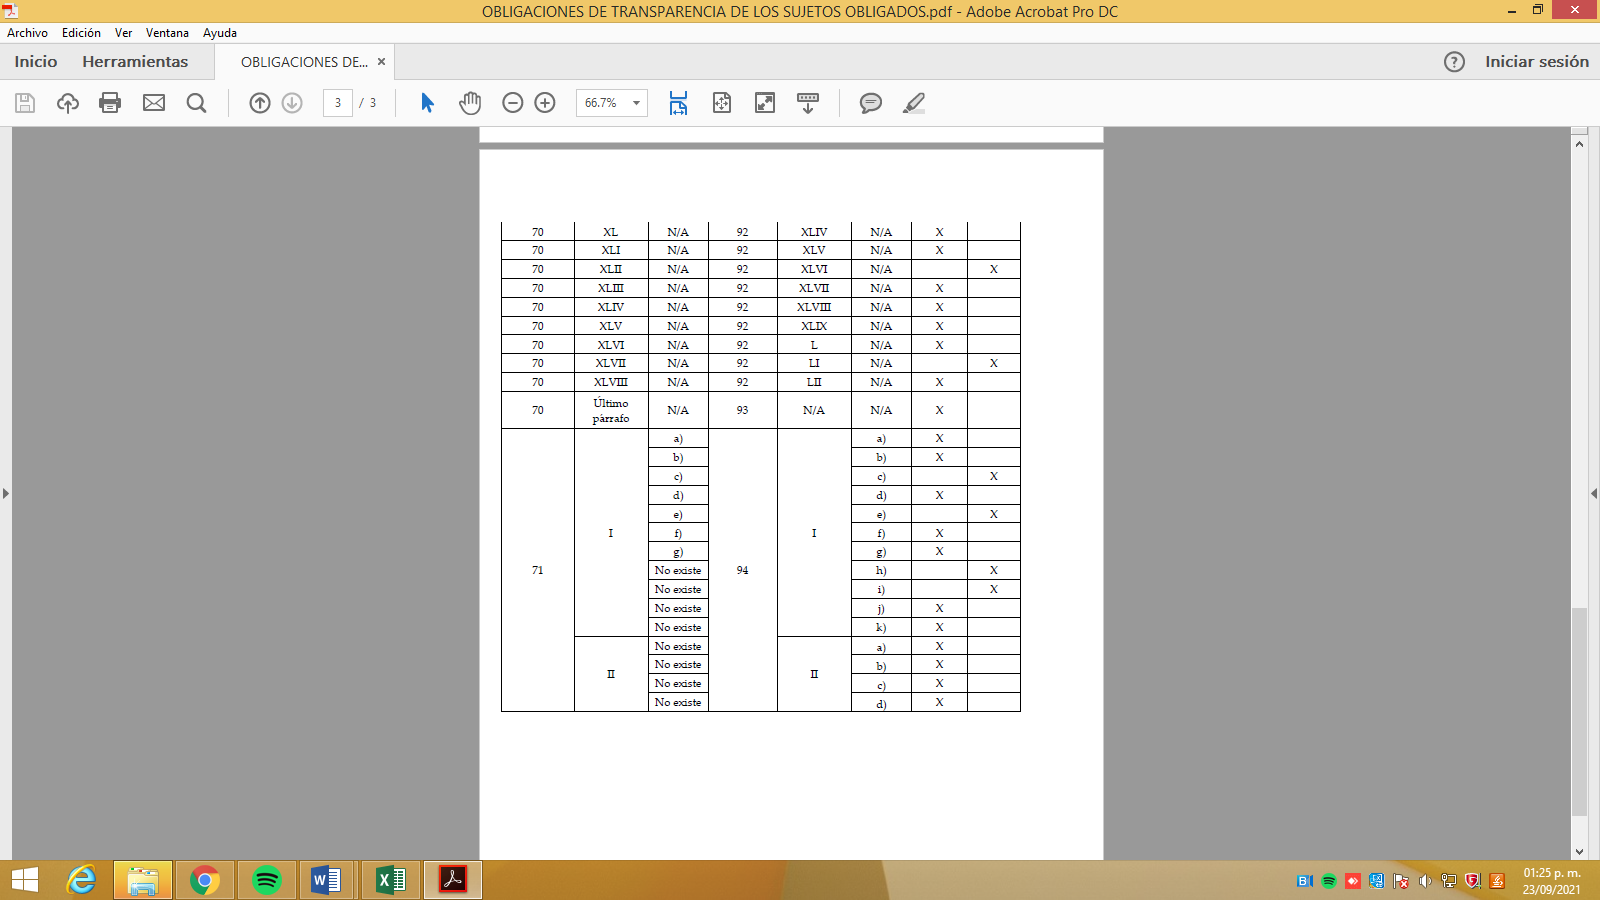 OBLIGACIONES DE TRANSPARENCIA DE LOS SUJETOS OBLIGADOS.pdf - Adobe Acrobat Pro DC
Archivo Edición Ver Ventana Ayuda
Inicio Herramientas OBLIGACIONES DE... × Iniciar sesión
3 / 3 66.7%
70 XL N/A 92 XLIV N/A X
70 XLI N/A 92 XLV N/A X
70 XLII N/A 92 XLVI N/A X
70 XLIII N/A 92 XLVII N/A X
70 XLIV N/A 92 XLVIII N/A X
70 XLV N/A 92 XLIX N/A X
70 XLVI N/A 92 L N/A X
70 XLVII N/A 92 LI N/A X
70 XLVIII N/A 92 LII N/A X
70 Último párrafo N/A 93 N/A N/A X
71 I a) 94 I a) X
b) b) X
c) c) X
d) d) X
e) e) X
f) f) X
g) g) X
No existe h) X
No existe i) X
No existe j) X
No existe k) X
II No existe II a) X
No existe b) X
No existe c) X
No existe d) X
01:25 p. m.
23/09/2021